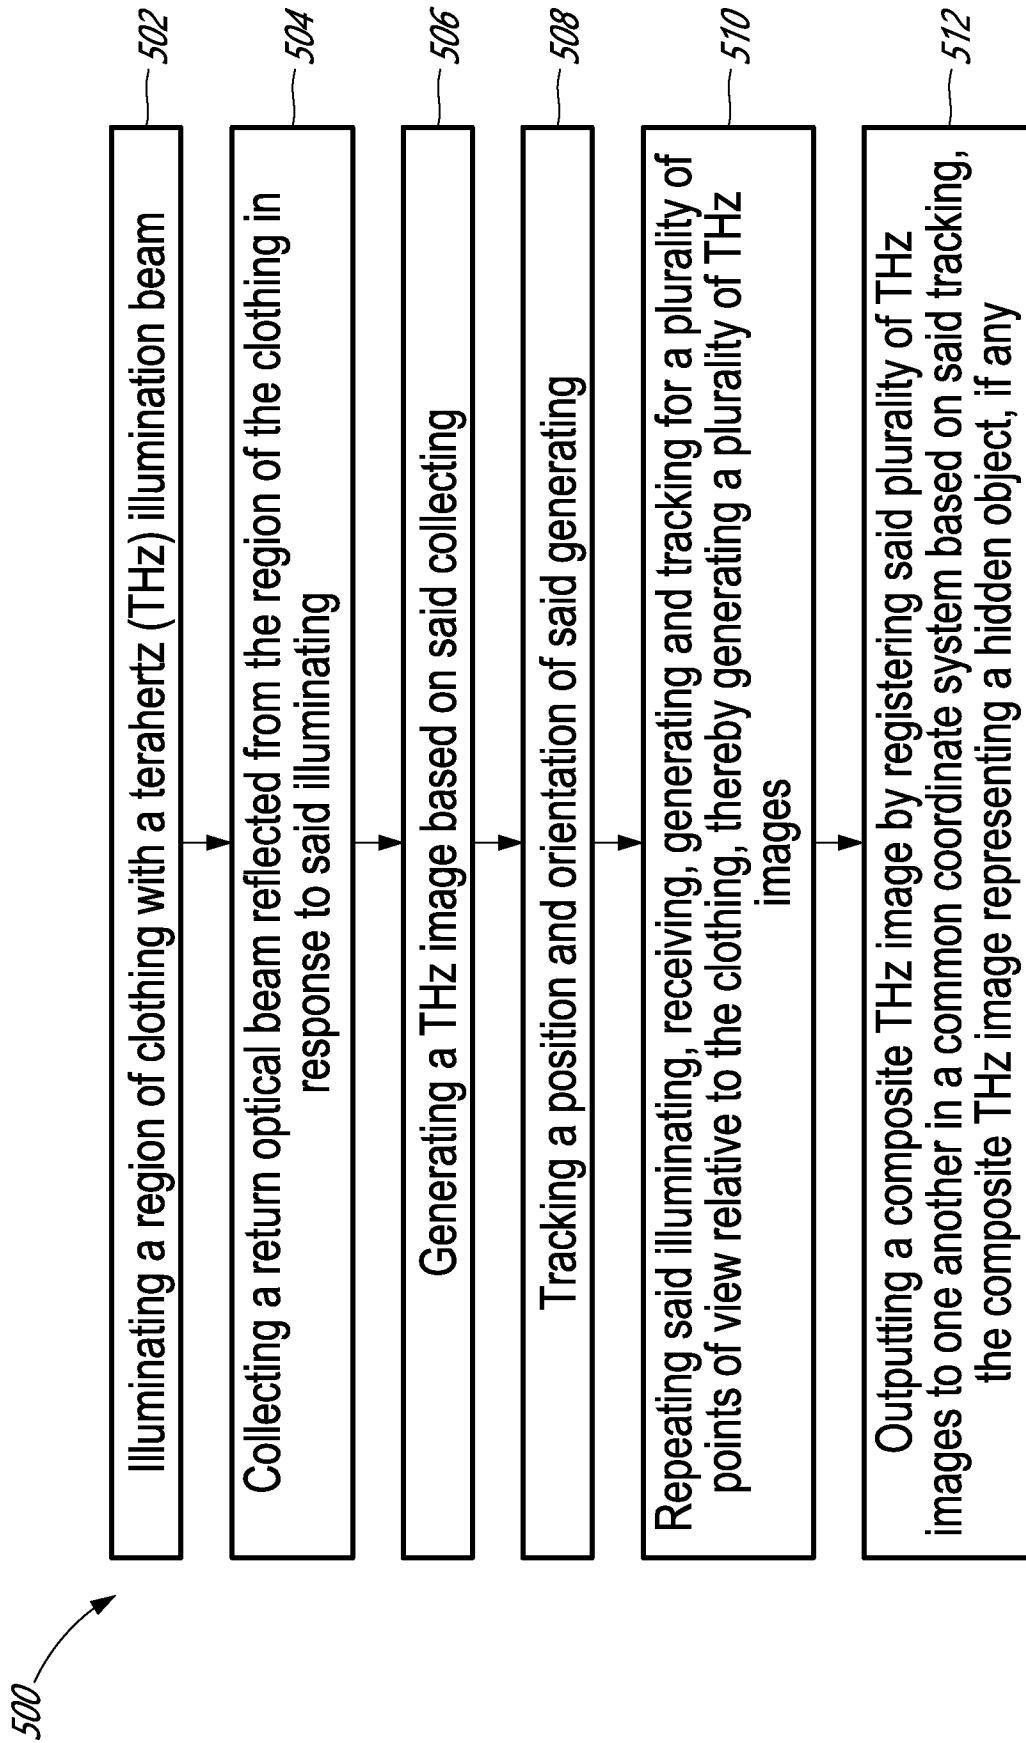 500
Illuminating a region of clothing with a terahertz (THz) illumination beam
502
Collecting a return optical beam reflected from the region of the clothing in
response to said illuminating
504
Generating a THz image based on said collecting
506
Tracking a position and orientation of said generating
508
Repeating said illuminating, receiving, generating and tracking for a plurality of
points of view relative to the clothing, thereby generating a plurality of THz
images
510
Outputting a composite THz image by registering said plurality of THz
images to one another in a common coordinate system based on said tracking,
the composite THz image representing a hidden object, if any
512